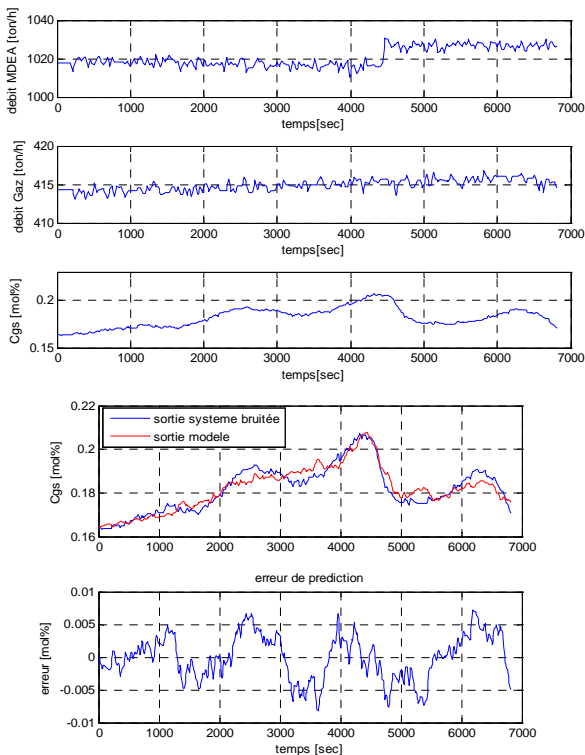 1040
1020
1000
debit MDEA [ton/h]
0 1000 2000 3000 4000 5000 6000 7000
temps[sec]
420
415
410
debit Gaz [ton/h]
0 1000 2000 3000 4000 5000 6000 7000
temps[sec]
0.2
0.15
Cgs [mol%]
0 1000 2000 3000 4000 5000 6000 7000
0.22
0.2
0.18
0.16
Cgs [mol%]
sortie systeme bruitée
sortie modele
0 1000 2000 3000 4000 5000 6000 7000
erreur de prediction
0.01
0.005
0
-0.005
-0.01
erreur [mol%]
0 1000 2000 3000 4000 5000 6000 7000
temps [sec]